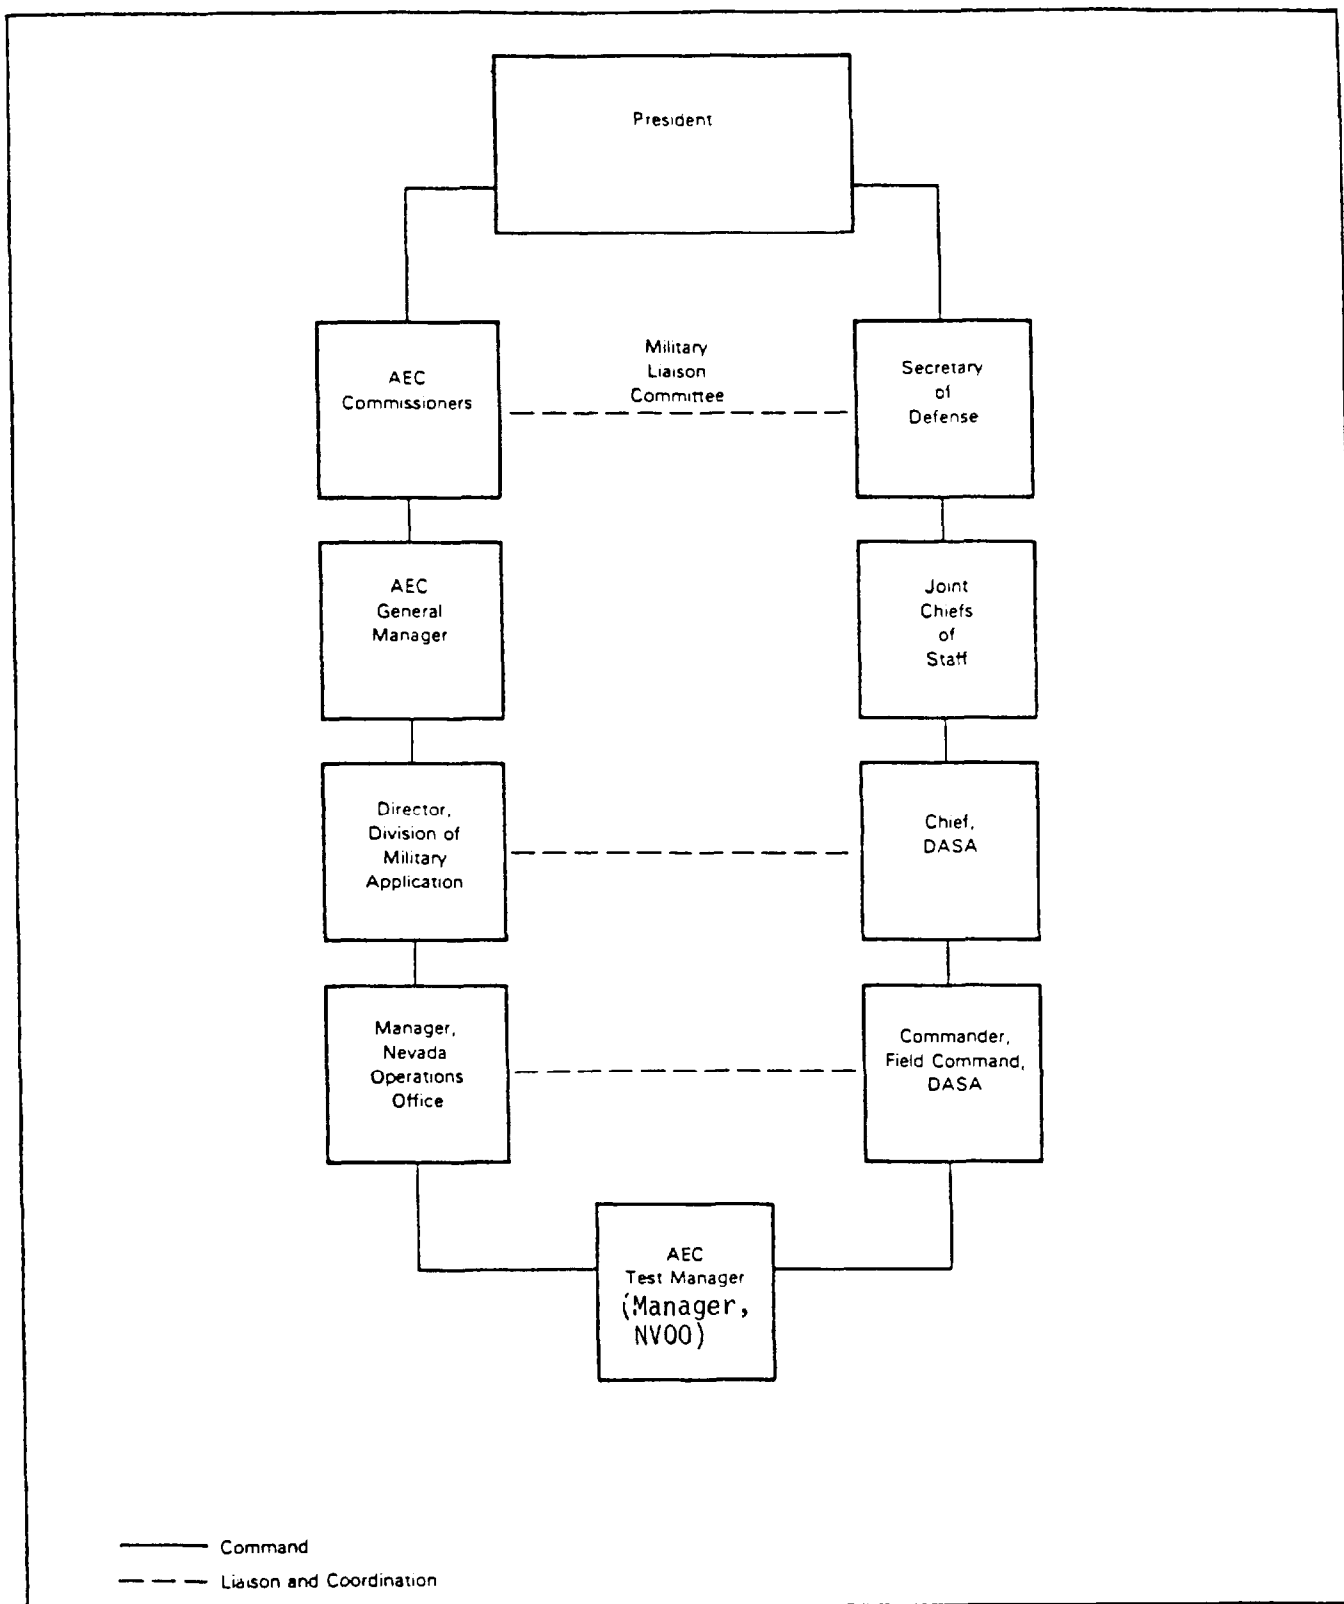 President
AEC
Commissioners
Military
Liaison
Committee
Secretary
of
Defense
AEC
General
Manager
Joint
Chiefs
of
Staff
Director,
Division of
Military
Application
Chief,
DASA
Manager,
Nevada
Operations
Office
Commander,
Field Command,
DASA
AEC
Test Manager
(Manager,
NVOO)
Command
Liaison and Coordination